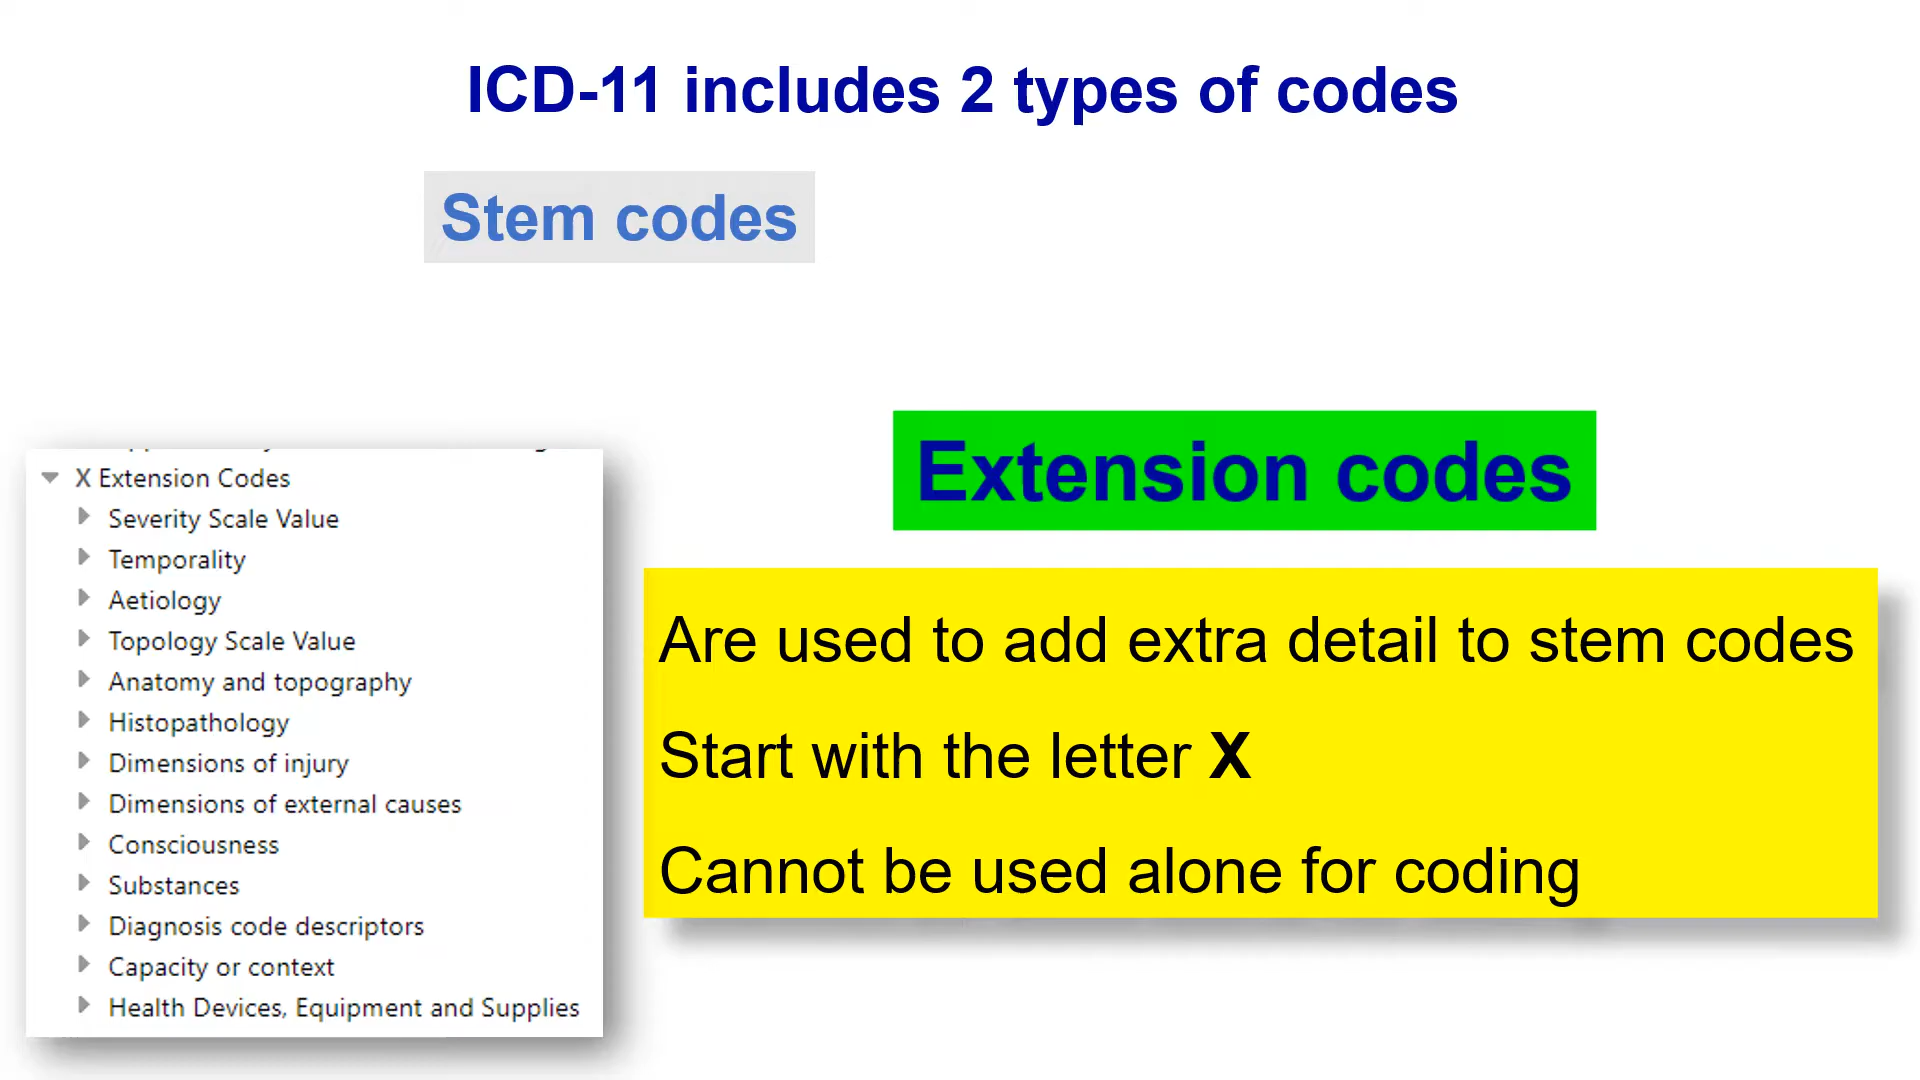 ICD-11 includes 2 types of codes
Stem codes
Extension codes
X Extension Codes
Severity Scale Value
Temporality
Aetiology
Topology Scale Value
Anatomy and topography
Histopathology
Dimensions of injury
Dimensions of external causes
Consciousness
Substances
Diagnosis code descriptors
Capacity or context
Health Devices, Equipment and Supplies
Are used to add extra detail to stem codes
Start with the letter X
Cannot be used alone for coding